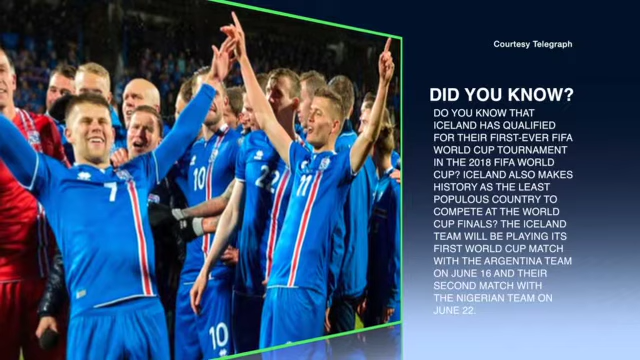 Courtesy Telegraph
DID YOU KNOW?
DO YOU KNOW THAT
ICELAND HAS QUALIFIED
FOR THEIR FIRST-EVER FIFA
WORLD CUP TOURNAMENT
IN THE 2018 FIFA WORLD
CUP? ICELAND ALSO MAKES
HISTORY AS THE LEAST
POPULOUS COUNTRY TO
COMPETE AT THE WORLD
CUP FINALS? THE ICELAND
TEAM WILL BE PLAYING ITS
FIRST WORLD CUP MATCH
WITH THE ARGENTINA TEAM
ON JUNE 16 AND THEIR
SECOND MATCH WITH
THE NIGERIAN TEAM ON
JUNE 22.
7
10
22
11
10